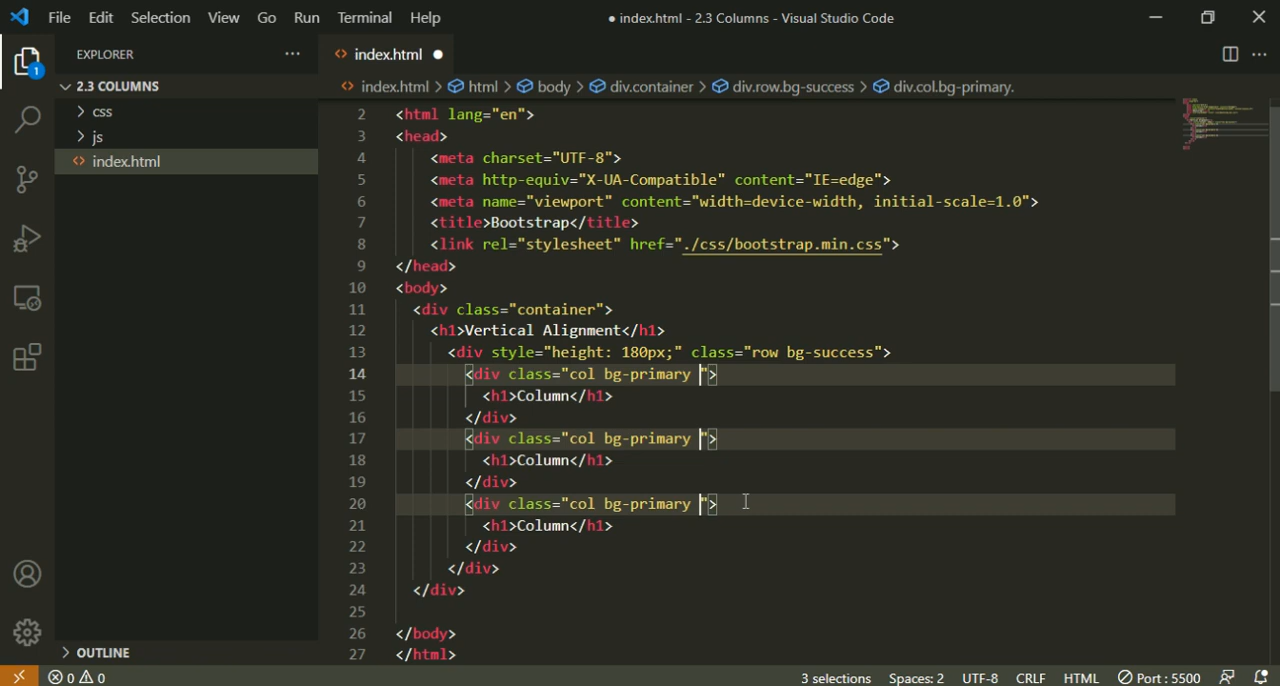 File Edit Selection View Go Run Terminal Help
● index.html - 2.3 Columns - Visual Studio Code
EXPLORER ...
<> index.html ●
2.3 COLUMNS
<> index.html > html > body > div.container > div.row.bg-success > div.col.bg-primary.
> css
> js
<> index.html
2 <html lang="en">
3 <head>
4 <meta charset="UTF-8">
5 <meta http-equiv="X-UA-Compatible" content="IE=edge">
6 <meta name="viewport" content="width=device-width, initial-scale=1.0">
7 <title>Bootstrap</title>
8 <link rel="stylesheet" href="./css/bootstrap.min.css">
9 </head>
10 <body>
11 <div class="container">
12 <h1>Vertical Alignment</h1>
13 <div style="height: 180px;" class="row bg-success">
14 <div class="col bg-primary ">
15 <h1>Column</h1>
16 </div>
17 <div class="col bg-primary ">
18 <h1>Column</h1>
19 </div>
20 <div class="col bg-primary ">
21 <h1>Column</h1>
22 </div>
23 </div>
24 </div>
25
26 </body>
27 </html>
1
> OUTLINE
0 0
3 selections Spaces: 2 UTF-8 CRLF HTML Port : 5500